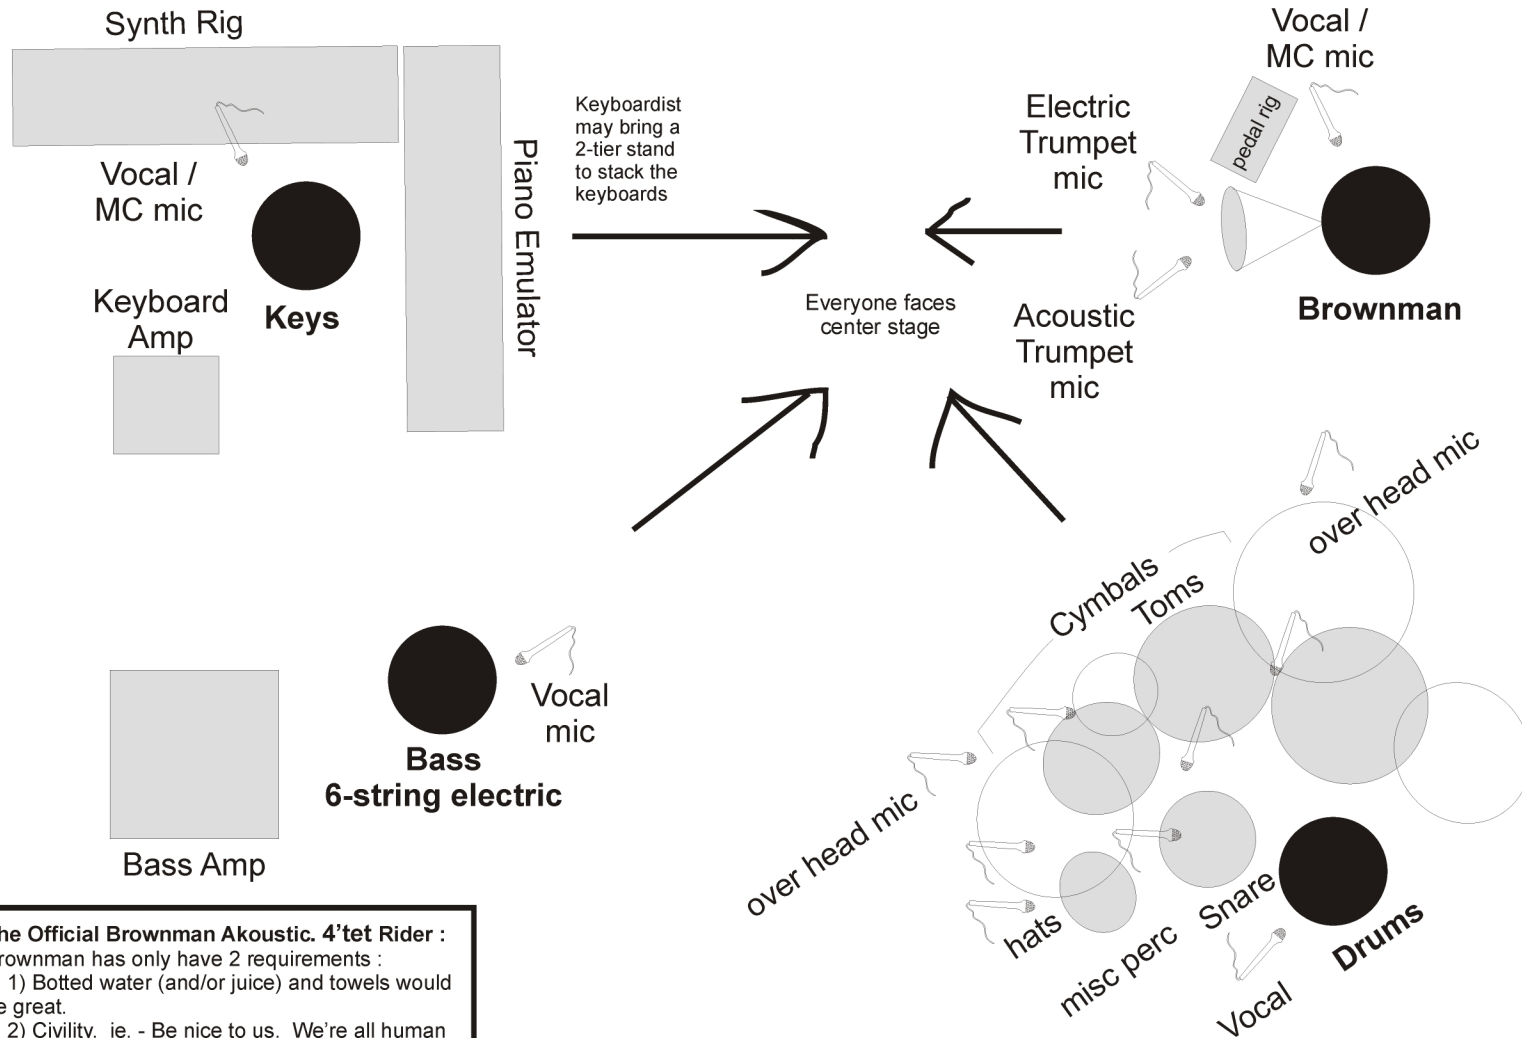 Synth Rig
Vocal /
MC mic
Keys
Keyboard
Amp
Piano Emulator
Keyboardist
may bring a
2-tier stand
to stack the
keyboards
Everyone faces
center stage
Vocal /
MC mic
pedal rig
Electric
Trumpet
mic
Acoustic
Trumpet
mic
Brownman
Bass
6-string electric
Vocal
mic
Bass Amp
over head mic
Cymbals
Toms
over head mic
hats
misc perc
Snare
Vocal
Drums
he Official Brownman Akoustic. 4'tet Rider :
rownman has only have 2 requirements :
1) Botted water (and/or juice) and towels would
e great.
2) Civility. ie. - Be nice to us. We're all human